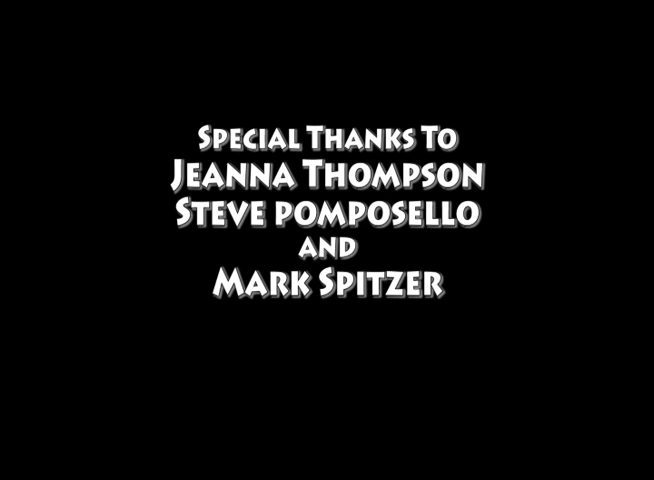 Special Thanks To
Jeanna Thompson
Steve pomposello
and
Mark Spitzer